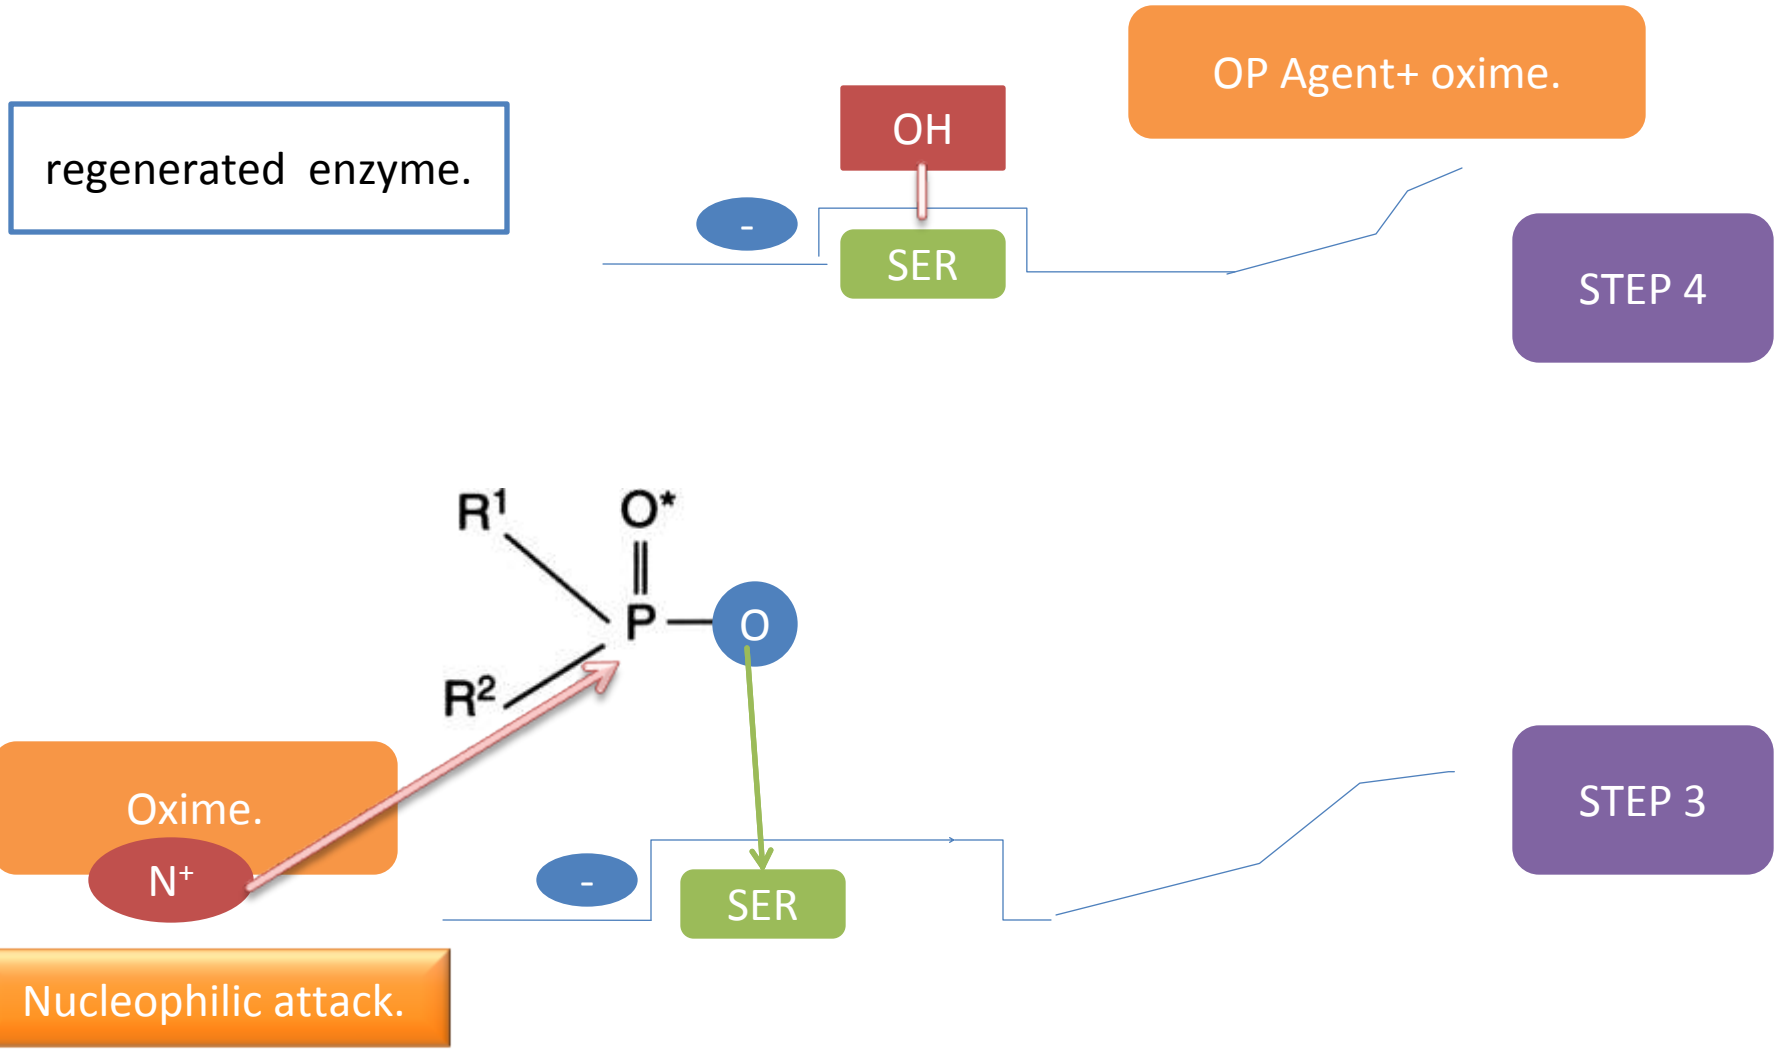 OP Agent+ oxime.
OH
regenerated  enzyme.
-
SER
STEP 4
R¹
O*
P
O
R²
Oxime.
STEP 3
N⁺
-
SER
Nucleophilic attack.